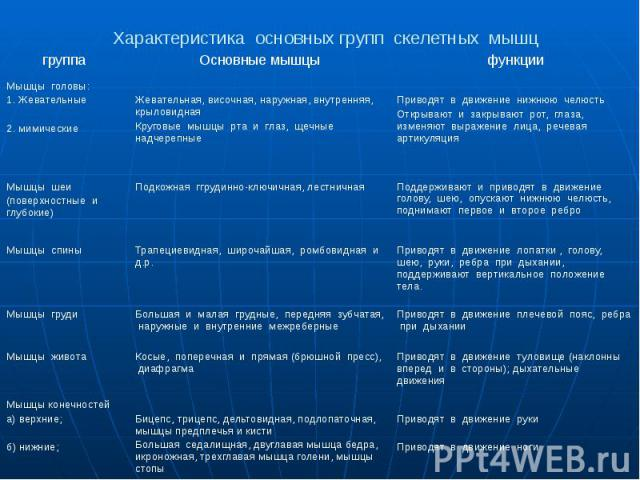 Характеристика основных групп скелетных мышц
группа Основные мышцы функции
Мышцы головы:
1. Жевательные
2. мимические
Жевательная, височная, наружная, внутренняя,
крыловидная
Круговые мышцы рта и глаз, щечные
надчерепные
Приводят в движение нижнюю челюсть
Открывают и закрывают рот, глаза,
изменяют выражение лица, речевая
артикуляция
Мышцы шеи
(поверхностные и
глубокие)
Подкожная ггрудинно-ключичная, лестничная
Поддерживают и приводят в движение
голову, шею, опускают нижнюю челюсть,
поднимают первое и второе ребро
Мышцы спины
Трапециевидная, широчайшая, ромбовидная и
д.р.
Приводят в движение лопатки , голову,
шею, руки, ребра при дыхании,
поддерживают вертикальное положение
тела.
Мышцы груди
Большая и малая грудные, передняя зубчатая,
наружные и внутренние межреберные
Приводят в движение плечевой пояс, ребра
при дыхании
Мышцы живота
Косые, поперечная и прямая (брюшной пресс),
диафрагма
Приводят в движение туловище (наклонны
вперед и в стороны); дыхательные
движения
Мышцы конечностей
а) верхние;
Бицепс, трицепс, дельтовидная, подлопаточная,
мышцы предплечья и кисти
Приводят в движение руки
б) нижние;
Большая седалищная, двуглавая мышца бедра,
икроножная, трехглавая мышца голени, мышцы
стопы
Приводят в движение ноги
PPt4WEB.ru